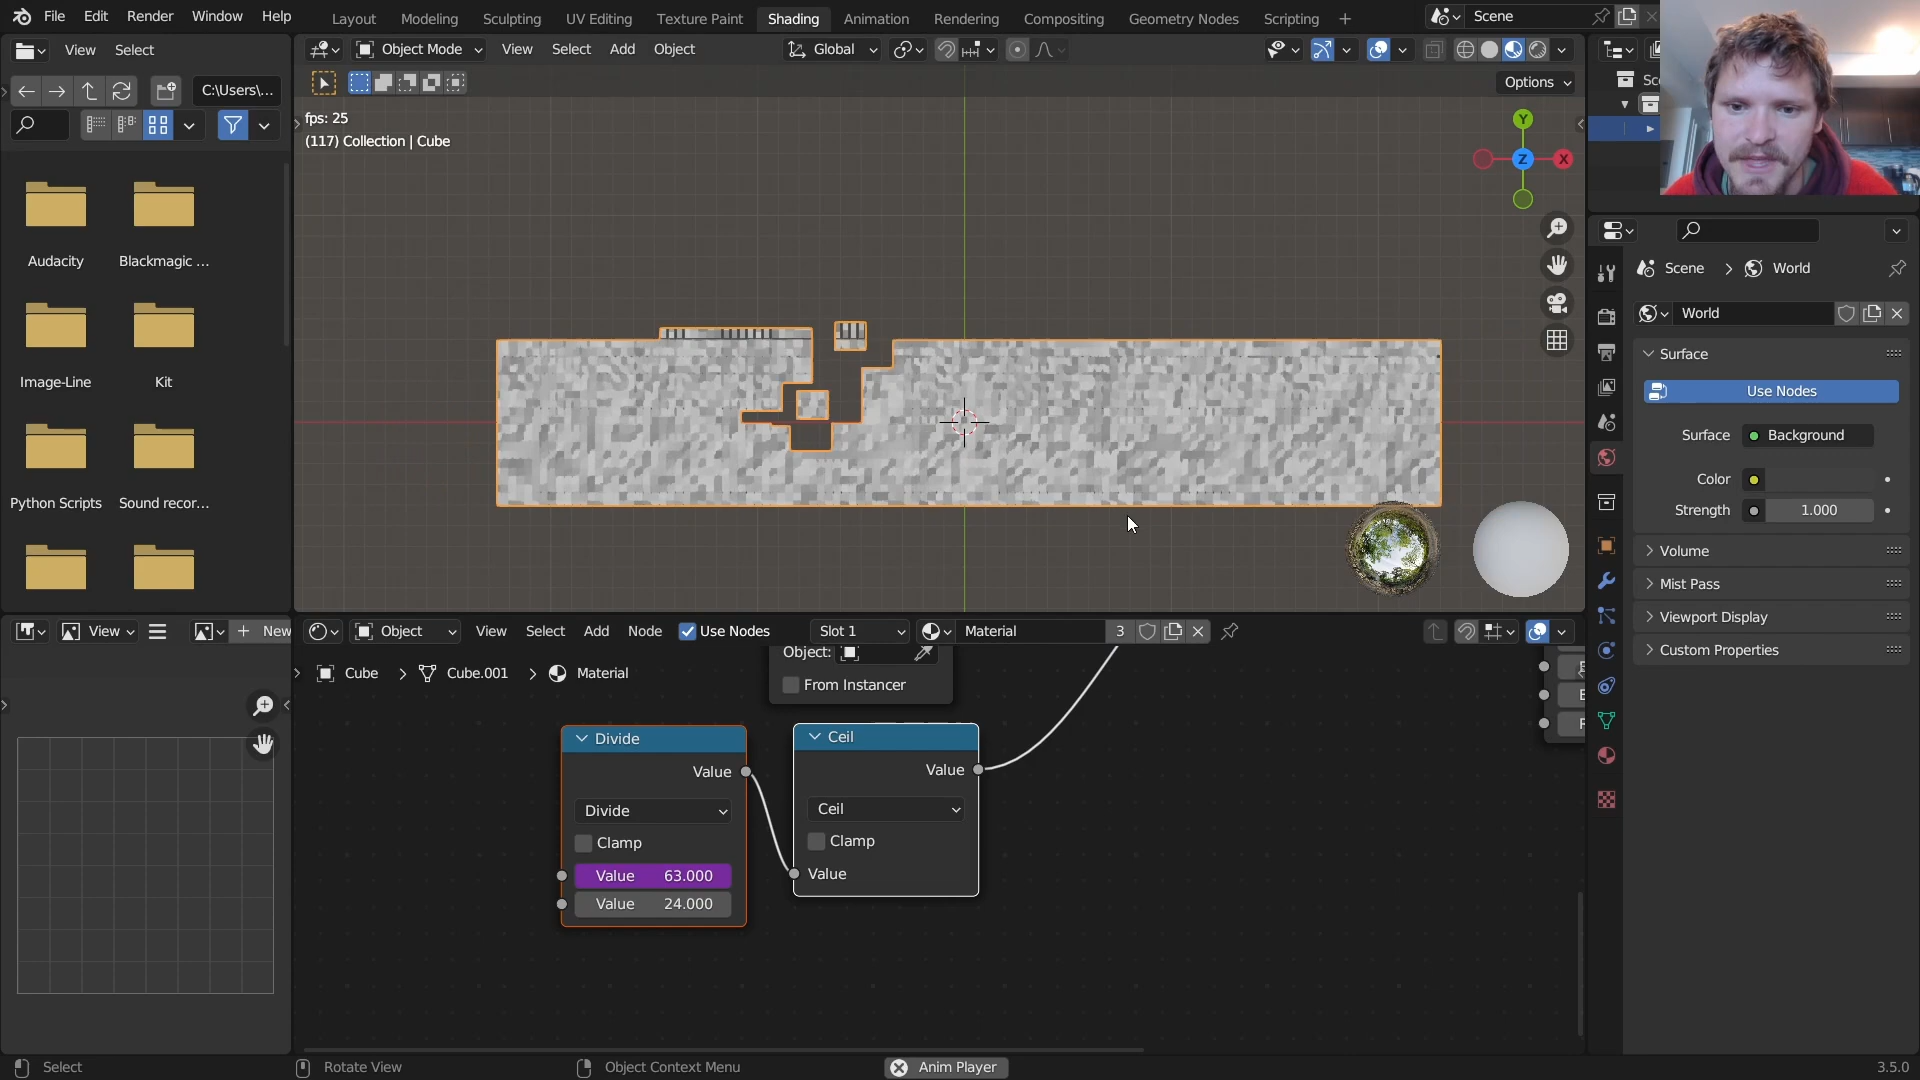 File Edit Render Window Help
Layout Modeling Sculpting UV Editing Texture Paint Shading Animation Rendering Compositing Geometry Nodes Scripting +
Scene
View Select
Object Mode View Select Add Object
Global
C:\Users\...
Options
fps: 25
(117) Collection | Cube
Y
Z
X
Audacity
Blackmagic ...
Image-Line
Kit
Python Scripts
Sound recor...
Scene > World
World
Surface
Use Nodes
Surface Background
Color
Strength 1.000
Volume
Mist Pass
Viewport Display
Custom Properties
View
+ New
Object View Select Add Node Use Nodes
Slot 1
Material 3
Cube > Cube.001 > Material
Object:
From Instancer
Divide
Value
Divide
Clamp
Value 63.000
Value 24.000
Ceil
Value
Ceil
Clamp
Value
Select
Rotate View
Object Context Menu
Anim Player
3.5.0